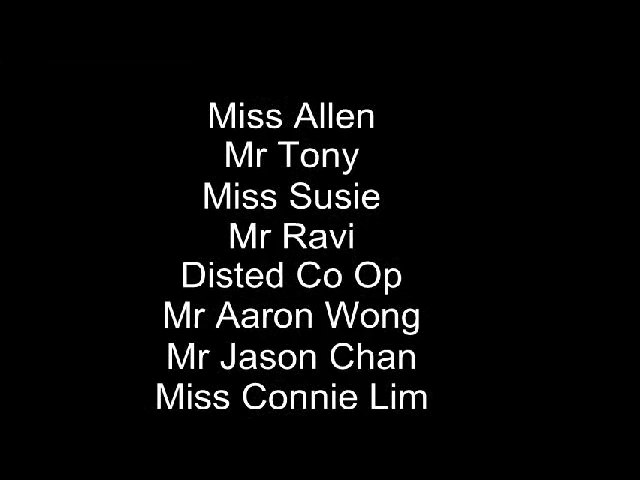 Miss Allen
Mr Tony
Miss Susie
Mr Ravi
Disted Co Op
Mr Aaron Wong
Mr Jason Chan
Miss Connie Lim